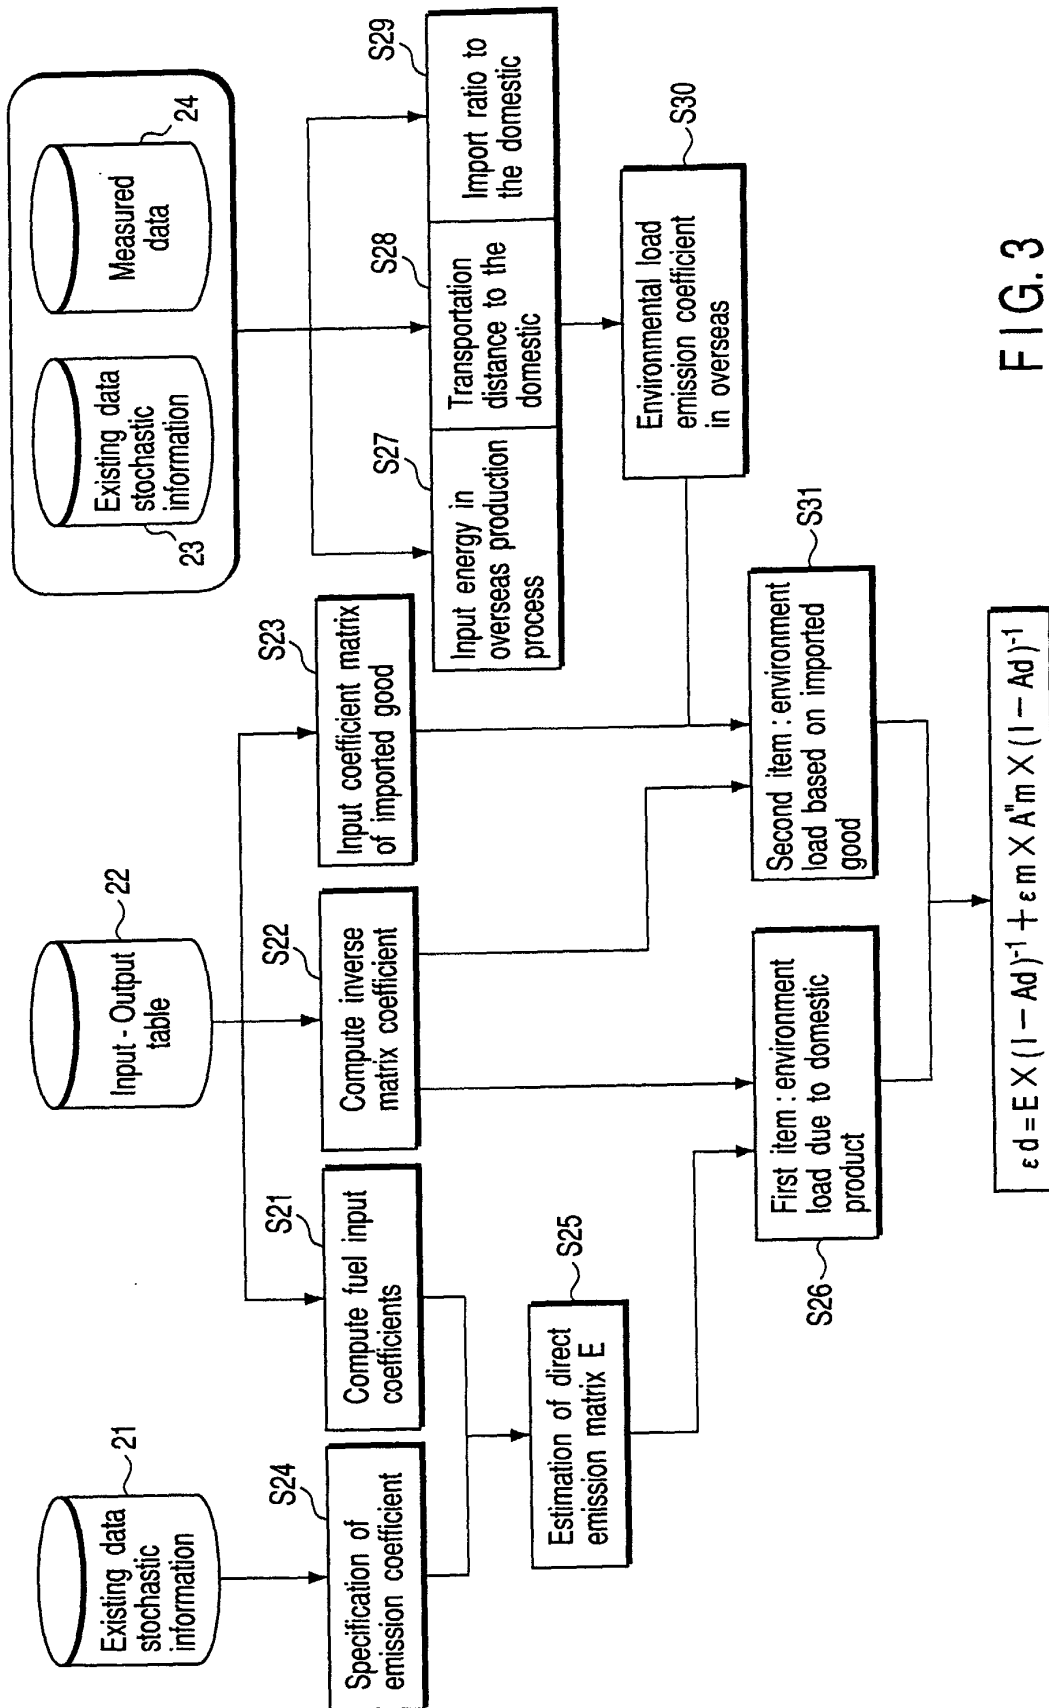 21
Existing data
stochastic
information
22
Input - Output
table
Existing data
stochastic
information
23
Measured
data
24
S24
Specification of
emission coefficient
S21
Compute fuel input
coefficients
S22
Compute inverse
matrix coefficient
S23
Input coefficient matrix
of imported good
S27
Input energy in
overseas production
process
S28
Transportation
distance to the
domestic
S29
Import ratio to
the domestic
S25
Estimation of direct
emission matrix E
S30
Environmental load
emission coefficient
in overseas
S26
First item : environment
load due to domestic
product
S31
Second item : environment
load based on imported
good
ε d = E X ( I − Ad )⁻¹ + ε m X A"m X ( I − Ad )⁻¹
FIG. 3